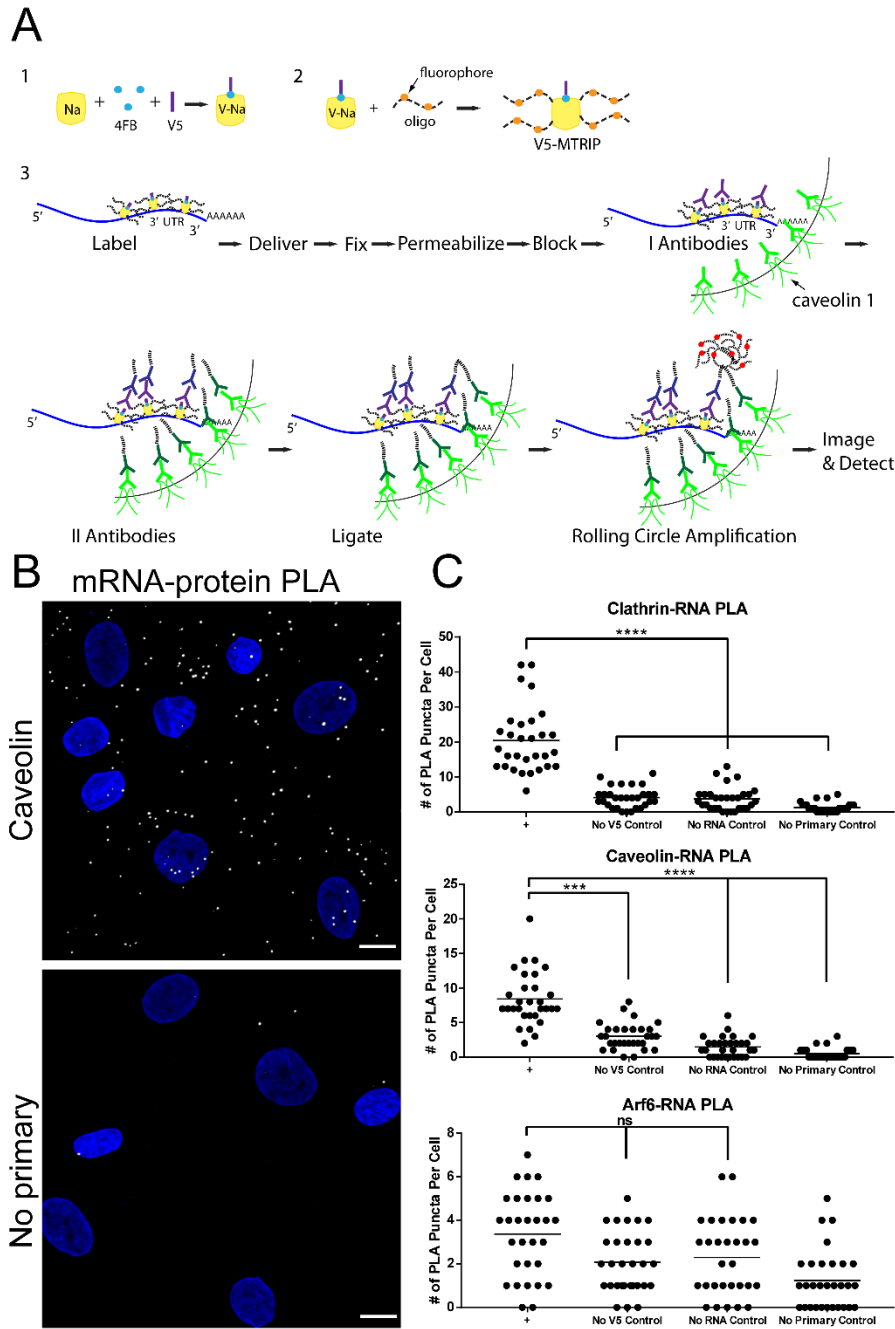 A
1
2
Na
+
4FB
+
V5
V-Na
V-Na
+
fluorophore
oligo
V5-MTRIP
3
5’
3’ UTR 3’
AAAAAA
Label
Deliver
Fix
Permeabilize
Block
5’
3’ UTR 3’
AAAAAA
I Antibodies
caveolin 1
5’
AAAA
II Antibodies
5’
AAAA
Ligate
5’
AAAA
Rolling Circle Amplification
Image
& Detect
B
mRNA-protein PLA
Caveolin
No primary
C
Clathrin-RNA PLA
****
# of PLA Puncta Per Cell
50
40
30
20
10
0
+ No V5 Control No RNA Control No Primary Control
Caveolin-RNA PLA
****
***
# of PLA Puncta Per Cell
25
20
15
10
5
0
+ No V5 Control No RNA Control No Primary Control
Arf6-RNA PLA
ns
# of PLA Puncta Per Cell
8
6
4
2
0
+ No V5 Control No RNA Control No Primary Control